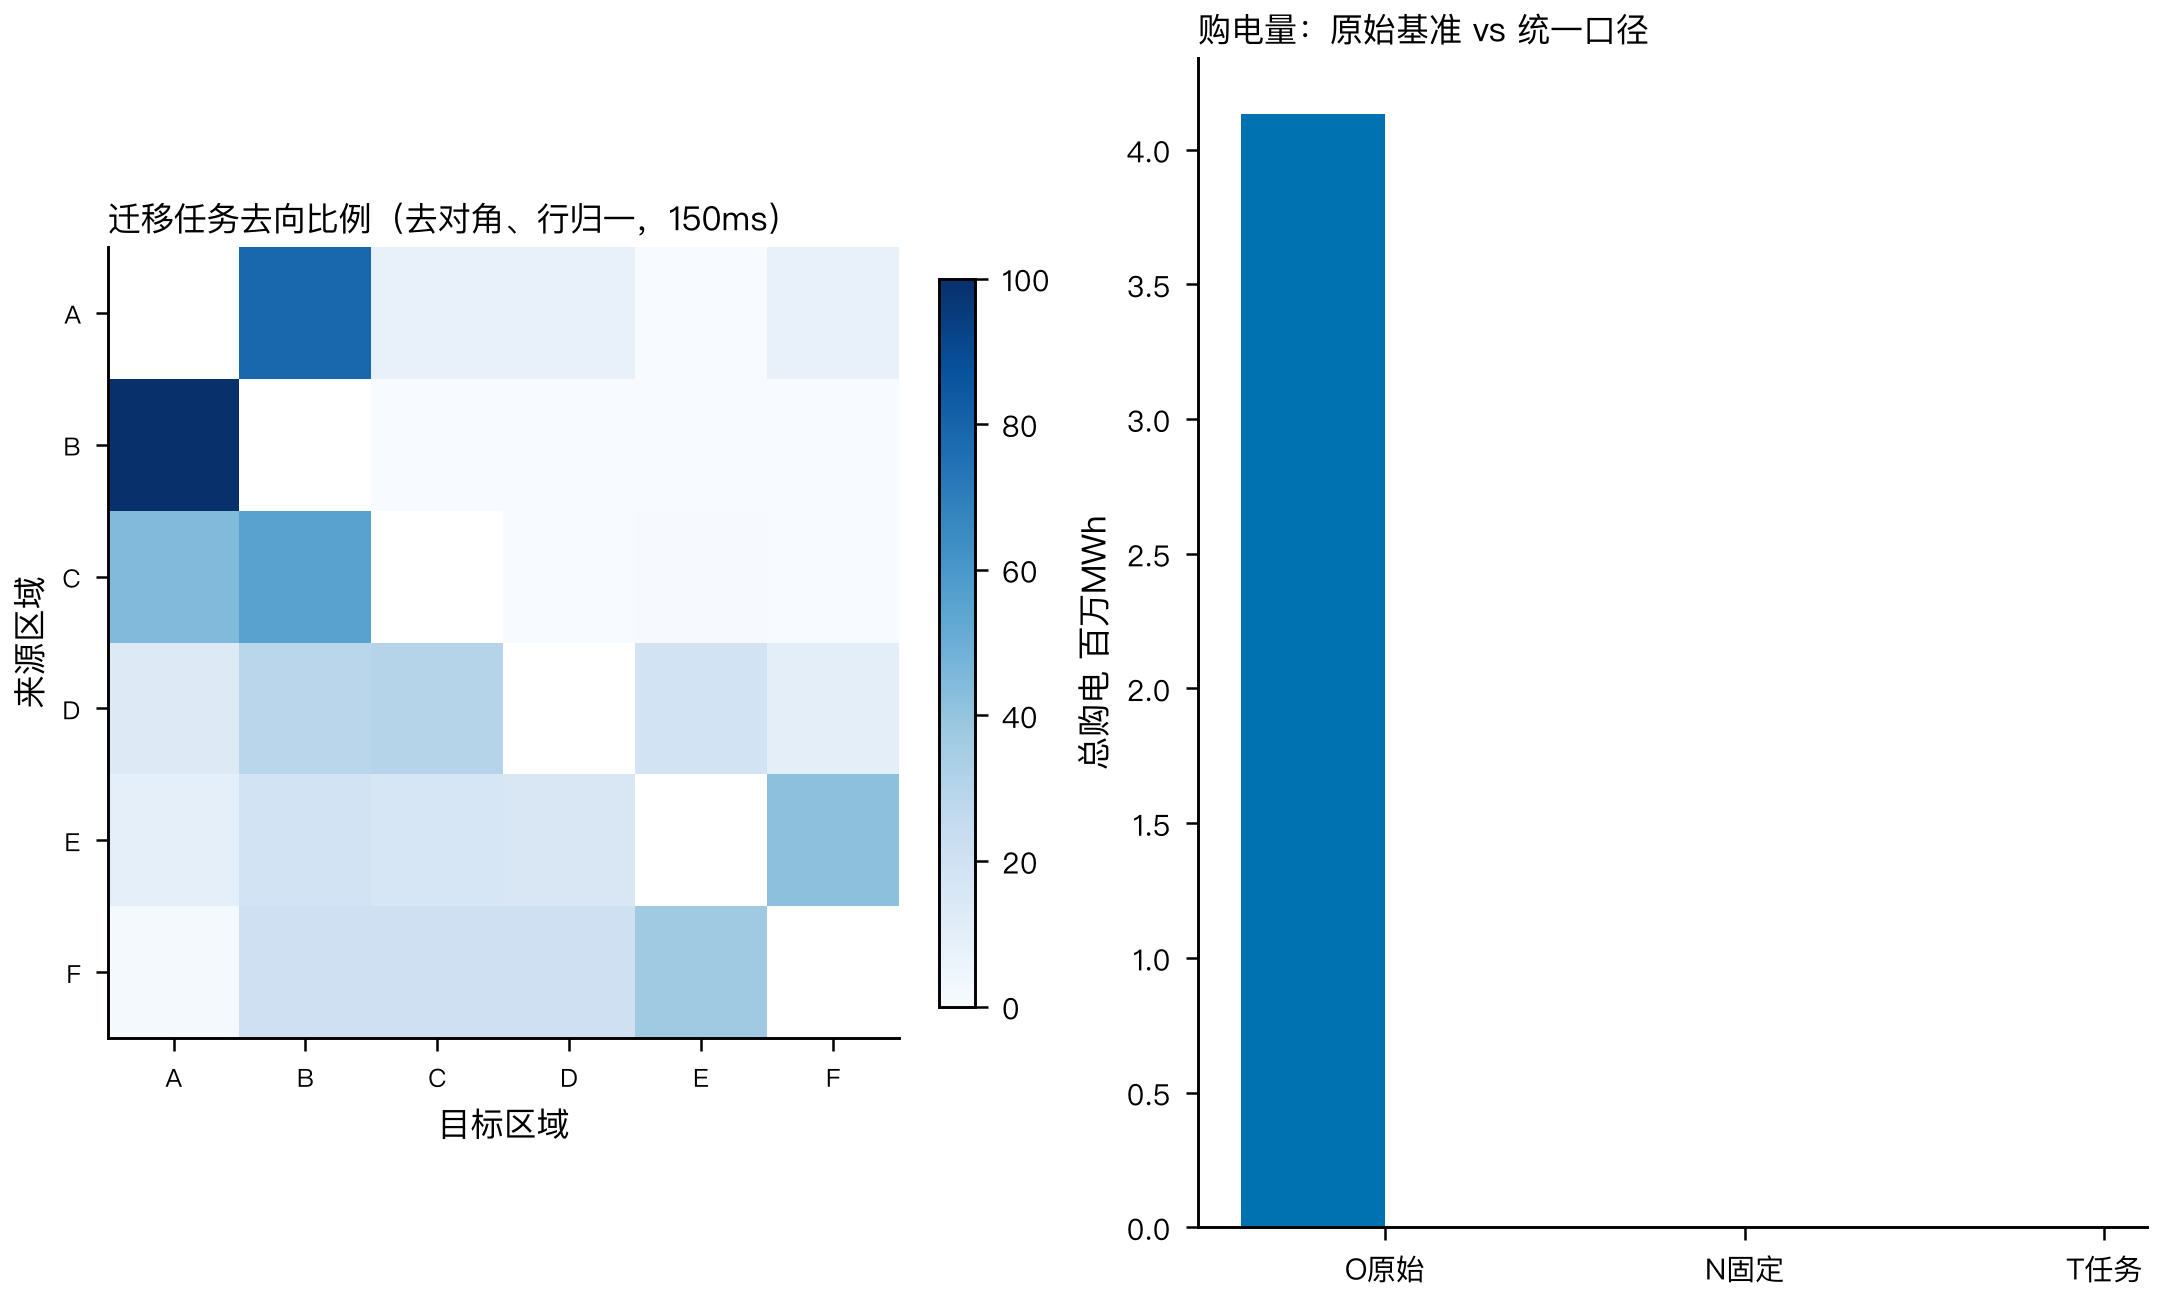 迁移任务去向比例（去对角、行归一，150ms）
来源区域
A
B
C
D
E
F
A B C D E F
目标区域
100
80
60
40
20
0
购电量：原始基准 vs 统一口径
总购电 百万MWh
4.0
3.5
3.0
2.5
2.0
1.5
1.0
0.5
0.0
O原始 N固定 T任务